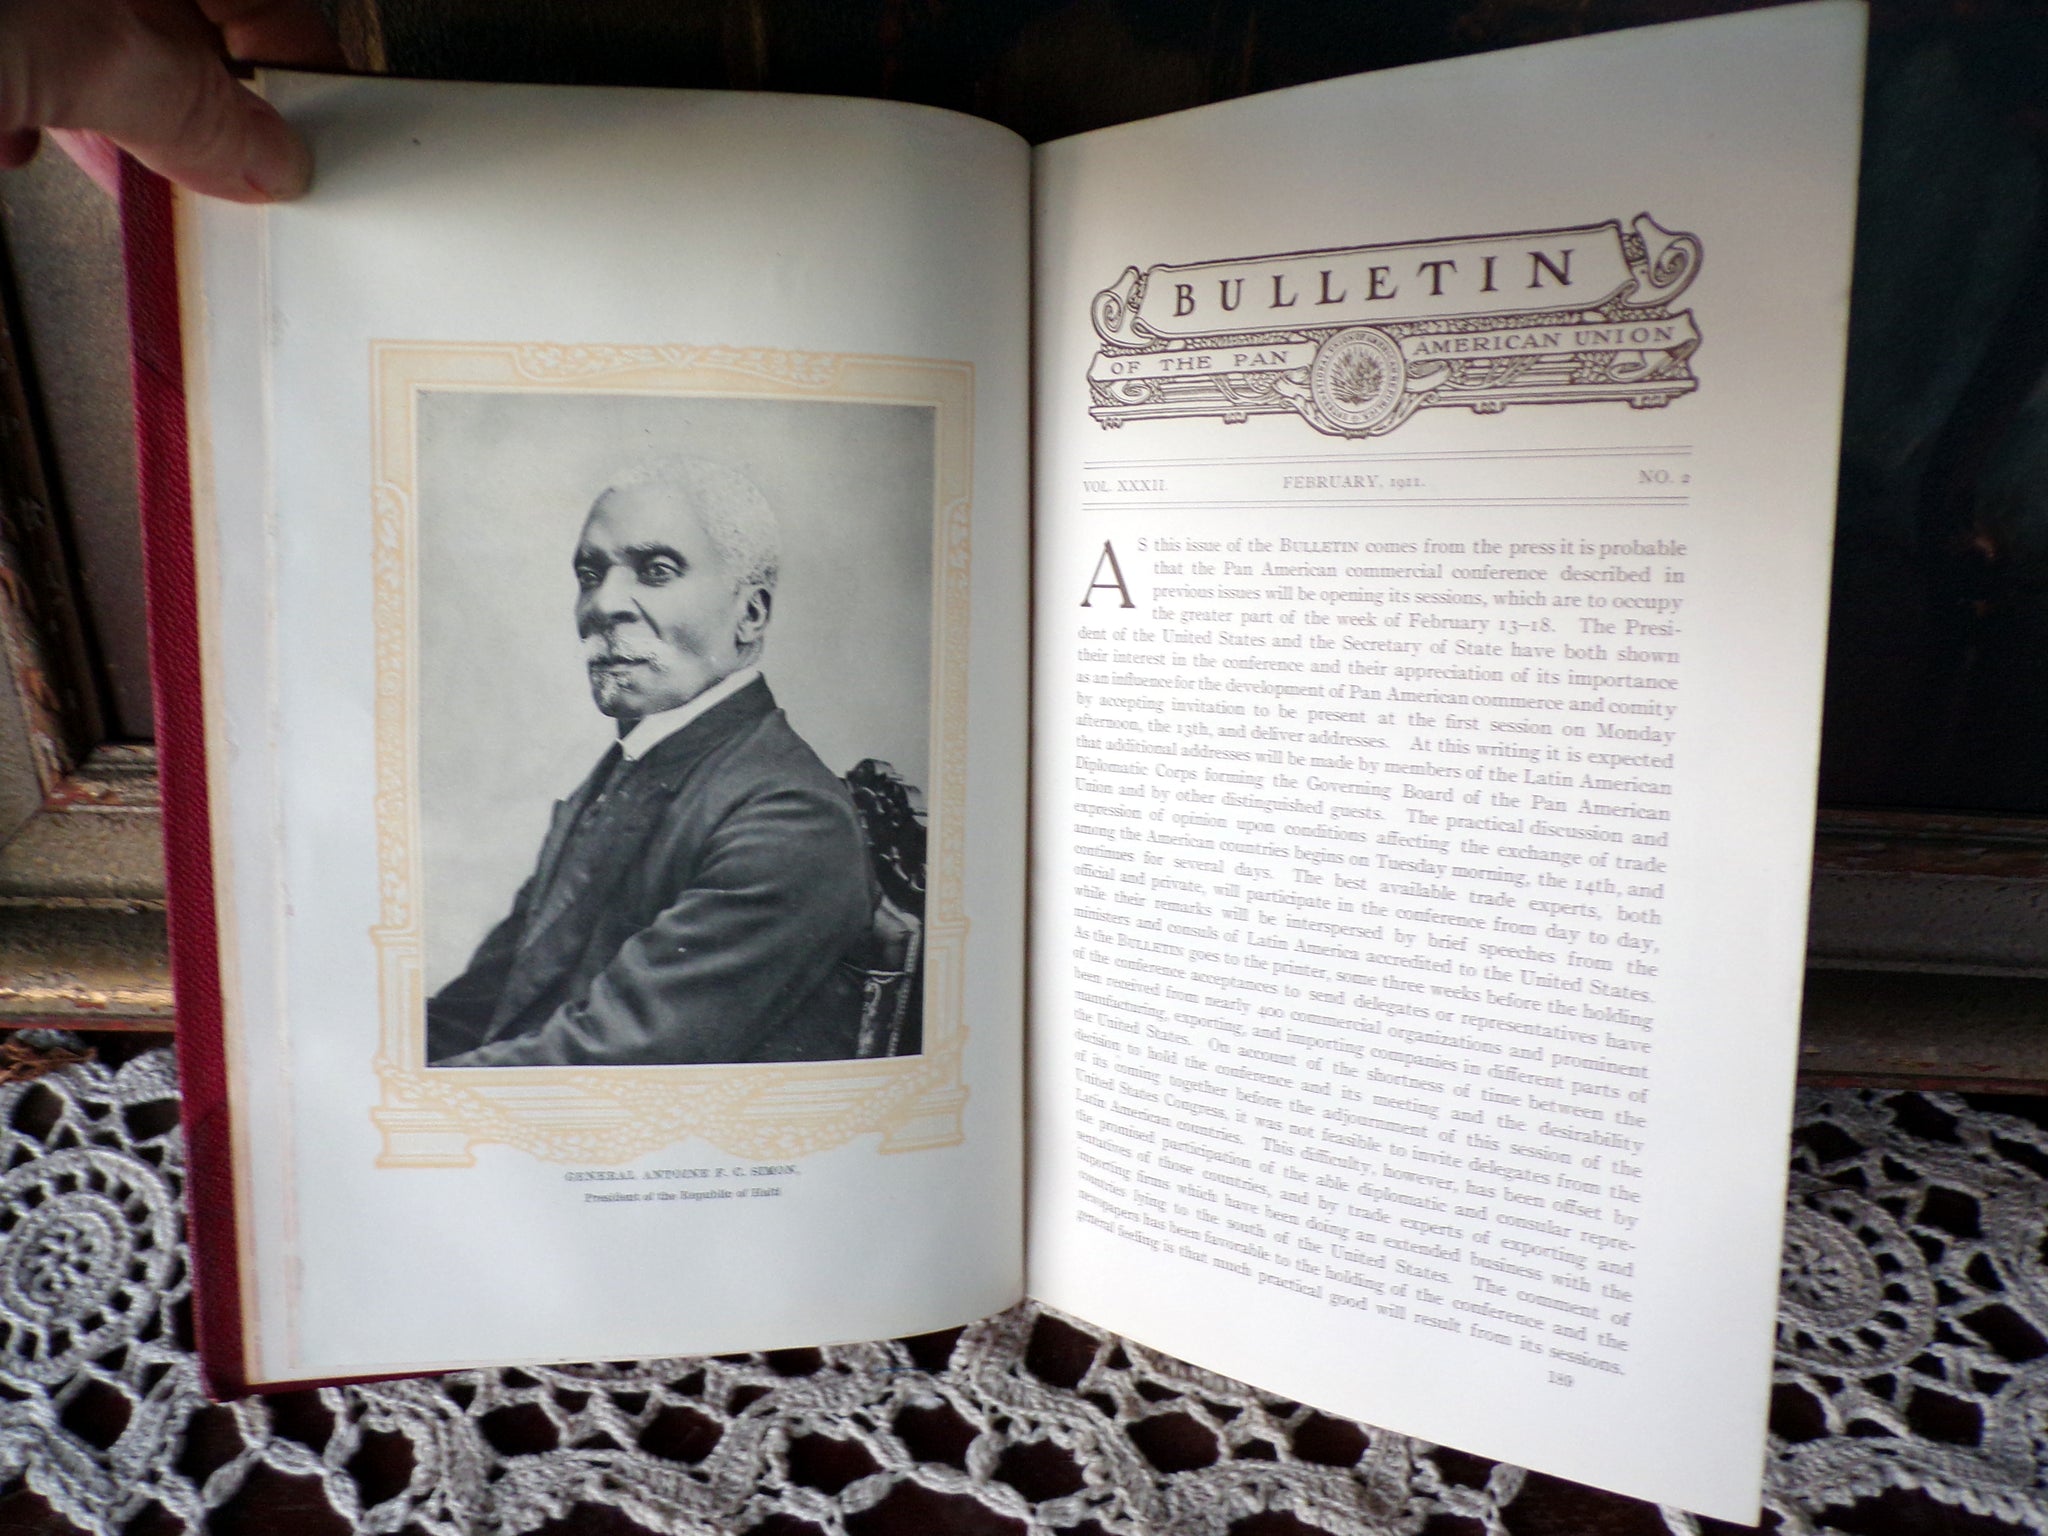 GENERAL ANTOINE F. C. SIMON,
President of the Republic of Haiti
BULLETIN
OF THE PAN AMERICAN UNION
VOL. XXXII. FEBRUARY, 1911. NO. 2
AS this issue of the BULLETIN comes from the press it is probable
that the Pan American commercial conference described in
previous issues will be opening its sessions, which are to occupy
the greater part of the week of February 13–18. The Presi-
dent of the United States and the Secretary of State have both shown
their interest in the conference and their appreciation of its importance
as an influence for the development of Pan American commerce and comity
by accepting invitation to be present at the first session on Monday
afternoon, the 13th, and deliver addresses. At this writing it is expected
that additional addresses will be made by members of the Latin American
Diplomatic Corps forming the Governing Board of the Pan American
Union and by other distinguished guests. The practical discussion and
expression of opinion upon conditions affecting the exchange of trade
among the American countries begins on Tuesday morning, the 14th, and
continues for several days. The best available trade experts, both
official and private, will participate in the conference from day to day,
while their remarks will be interspersed by brief speeches from the
ministers and consuls of Latin America accredited to the United States.
As the BULLETIN goes to the printer, some three weeks before the holding
of the conference acceptances to send delegates or representatives have
been received from nearly 400 commercial organizations and prominent
manufacturing, exporting, and importing companies in different parts of
the United States. On account of the shortness of time between the
decision to hold the conference and its meeting and the desirability
of its coming together before the adjournment of this session of the
United States Congress, it was not feasible to invite delegates from the
Latin American countries. This difficulty, however, has been offset by
the promised participation of the able diplomatic and consular repre-
sentatives of those countries, and by trade experts of exporting and
importing firms which have been doing an extended business with the
countries lying to the south of the United States. The comment of
newspapers has been favorable to the holding of the conference and the
general feeling is that much practical good will result from its sessions.
189